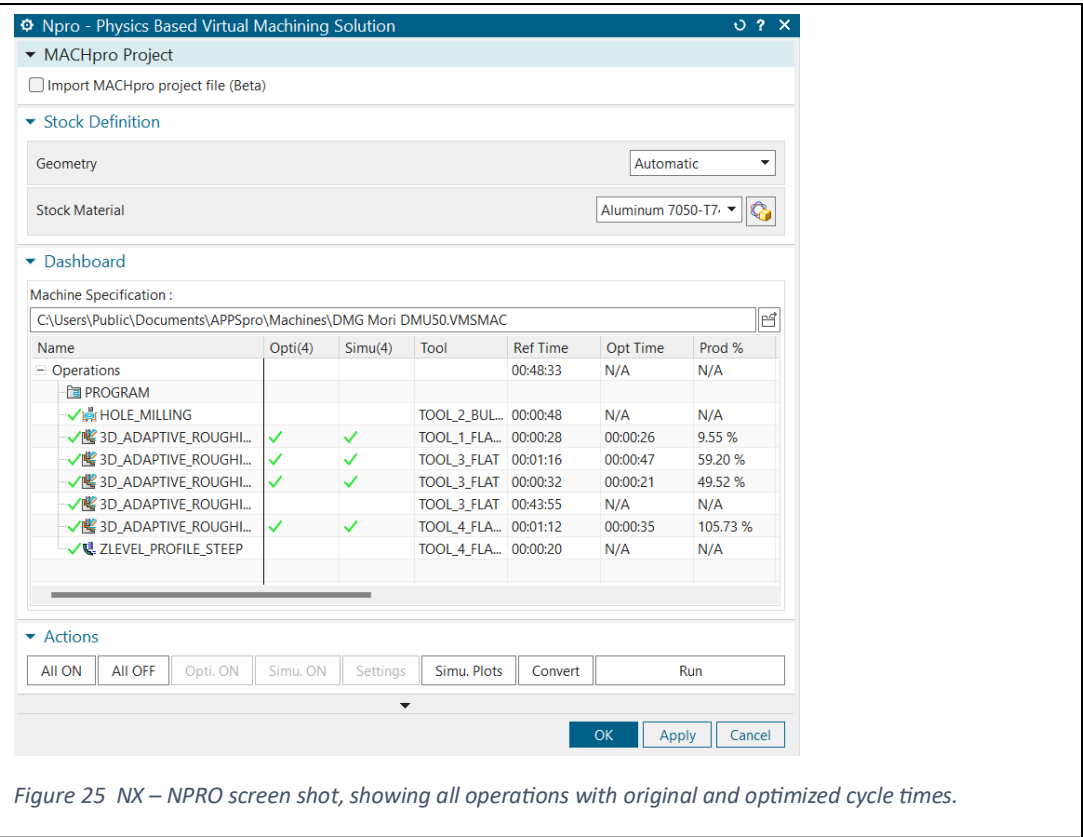 Npro - Physics Based Virtual Machining Solution
MACHpro Project
Import MACHpro project file (Beta)
Stock Definition
Geometry Automatic
Stock Material Aluminum 7050-T7
Dashboard
Machine Specification :
C:\Users\Public\Documents\APPSpro\Machines\DMG Mori DMU50.VMSMAC
Name Opti(4) Simu(4) Tool Ref Time Opt Time Prod %
Operations 00:48:33 N/A N/A
PROGRAM
HOLE_MILLING TOOL_2_BUL... 00:00:48 N/A N/A
3D_ADAPTIVE_ROUGHI... TOOL_1_FLA... 00:00:28 00:00:26 9.55 %
3D_ADAPTIVE_ROUGHI... TOOL_3_FLAT 00:01:16 00:00:47 59.20 %
3D_ADAPTIVE_ROUGHI... TOOL_3_FLAT 00:00:32 00:00:21 49.52 %
3D_ADAPTIVE_ROUGHI... TOOL_3_FLAT 00:43:55 N/A N/A
3D_ADAPTIVE_ROUGHI... TOOL_4_FLA... 00:01:12 00:00:35 105.73 %
ZLEVEL_PROFILE_STEEP TOOL_4_FLA... 00:00:20 N/A N/A
Actions
All ON All OFF Opti. ON Simu. ON Settings Simu. Plots Convert Run
OK Apply Cancel
Figure 25 NX – NPRO screen shot, showing all operations with original and optimized cycle times.